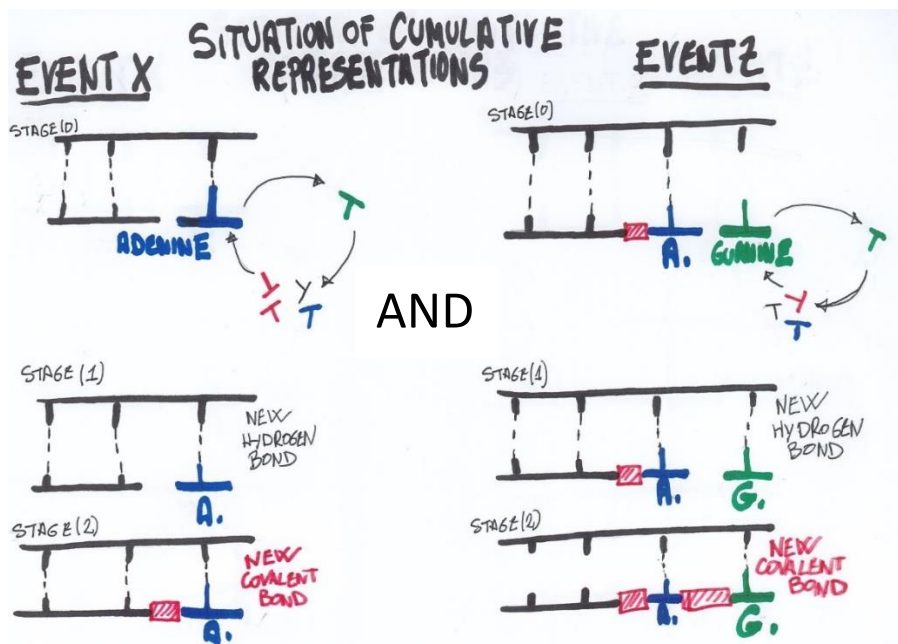 SITUATION OF CUMULATIVE
REPRESENTATIONS
EVENT X
STAGE(0)
ADENINE
T
Y
T
Y
T
AND
STAGE (1)
NEW
HYDROGEN
BOND
A.
STAGE(2)
NEW
COVALENT
BOND
A.
EVENT Z
STAGE(0)
A.
GUANINE
T
Y
T
T
STAGE(1)
NEW
HYDROGEN
BOND
A.
G.
STAGE(2)
NEW
COVALENT
BOND
A.
G.